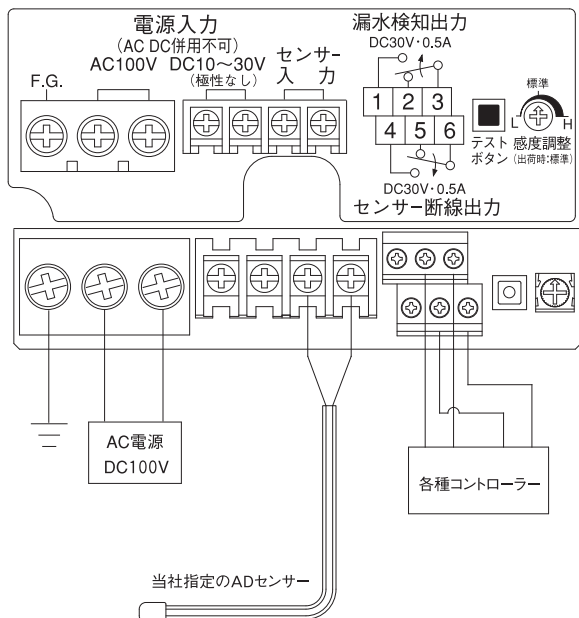 電源入力
(AC DC併用不可)
F.G.
AC100V DC10～30V
(極性なし)
センサー
入 力
漏水検知出力
DC30V・0.5A
1 2 3
4 5 6
DC30V・0.5A
センサー断線出力
テスト
ボタン
標準
L H
感度調整
(出荷時:標準)
AC電源
DC100V
各種コントローラー
当社指定のADセンサー